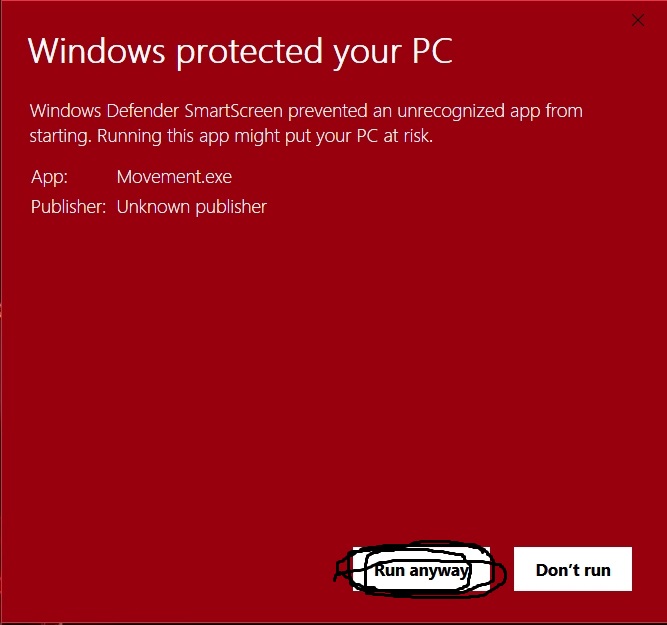 Windows protected your PC
Windows Defender SmartScreen prevented an unrecognized app from
starting. Running this app might put your PC at risk.
App: Movement.exe
Publisher: Unknown publisher
Run anyway Don't run